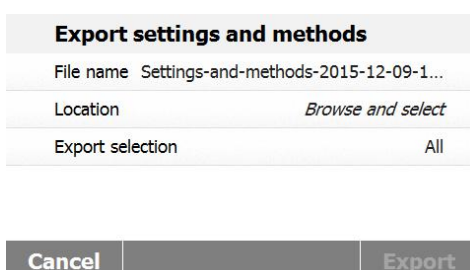 Export settings and methods
File name Settings-and-methods-2015-12-09-1...
Location Browse and select
Export selection All
Cancel Export